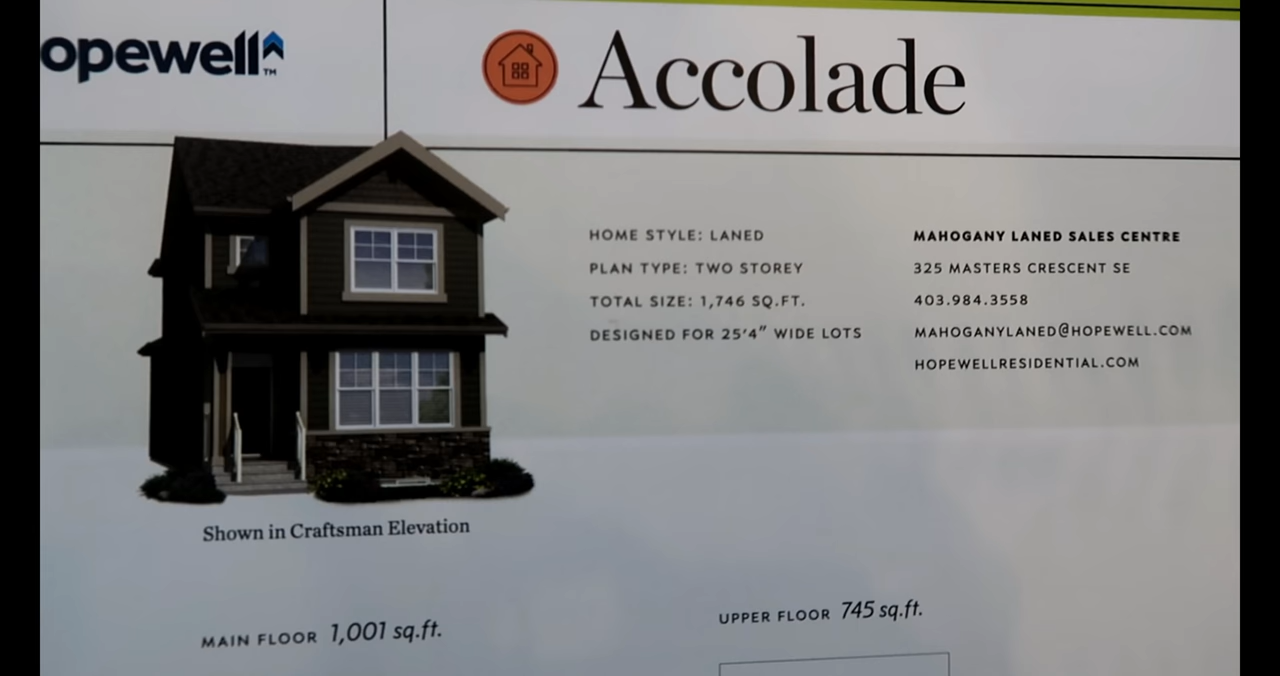 opewell™
Accolade
HOME STYLE: LANED
PLAN TYPE: TWO STOREY
TOTAL SIZE: 1,746 SQ.FT.
DESIGNED FOR 25'4" WIDE LOTS
MAHOGANY LANED SALES CENTRE
325 MASTERS CRESCENT SE
403.984.3558
MAHOGANYLANED@HOPEWELL.COM
HOPEWELLRESIDENTIAL.COM
Shown in Craftsman Elevation
MAIN FLOOR 1,001 sq.ft.
UPPER FLOOR 745 sq.ft.